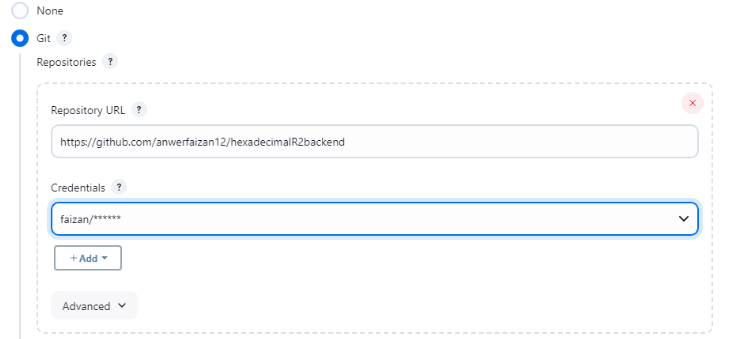 None
Git ?
Repositories ?
Repository URL ?
https://github.com/anwerfaizan12/hexadecimalR2backend
Credentials ?
faizan/******
+ Add
Advanced